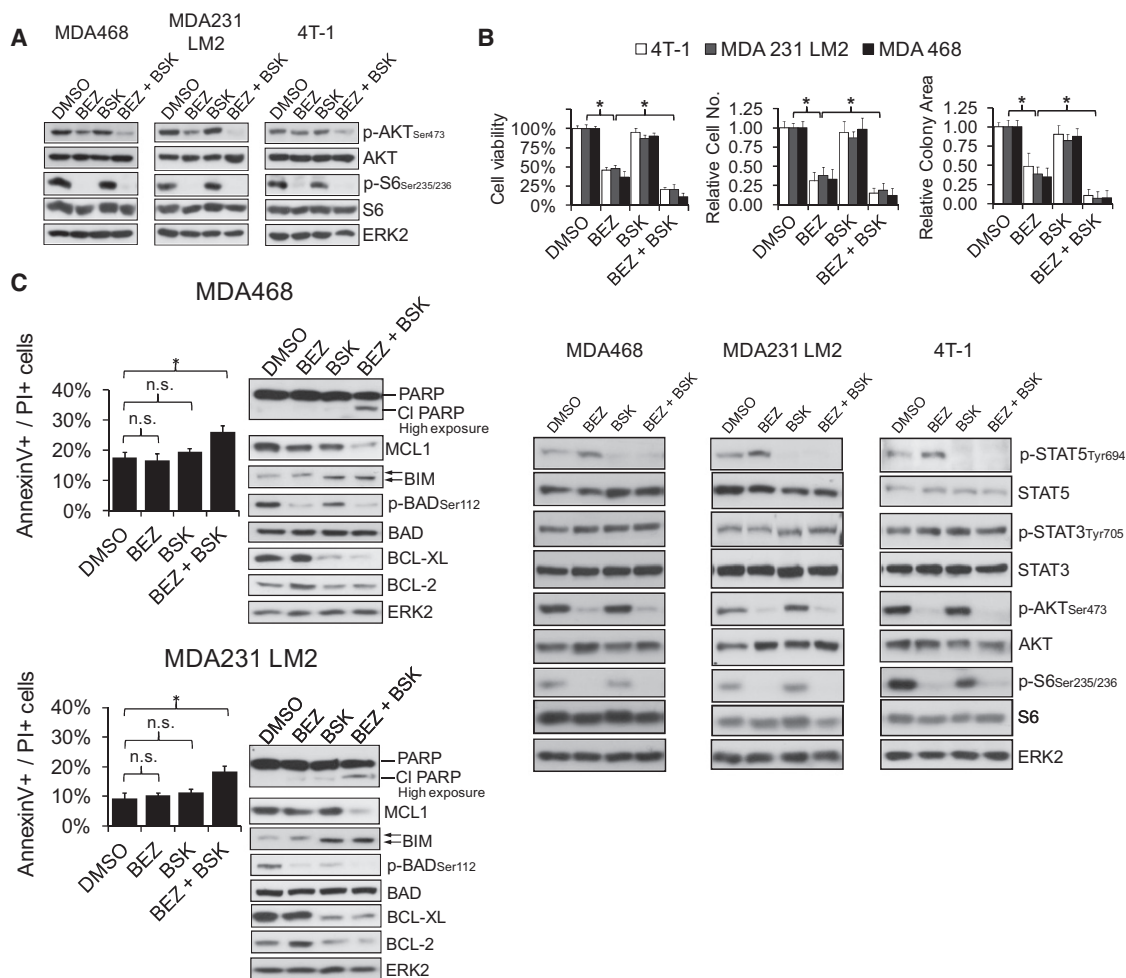 A
MDA468
MDA231
LM2
4T-1
DMSO
BEZ
BSK
BEZ + BSK
DMSO
BEZ
BSK
BEZ + BSK
DMSO
BEZ
BSK
BEZ + BSK
p-AKTSer473
AKT
p-S6Ser235/236
S6
ERK2
B
4T-1 MDA 231 LM2 MDA 468
Cell viability
100%
75%
50%
25%
0%
* *
DMSO
BEZ
BSK
BEZ + BSK
Relative Cell No.
1.25
1.00
0.75
0.50
0.25
0.00
* *
DMSO
BEZ
BSK
BEZ + BSK
Relative Colony Area
1.25
1.00
0.75
0.50
0.25
0.00
* *
DMSO
BEZ
BSK
BEZ + BSK
C
MDA468
AnnexinV+ / PI+ cells
40%
30%
20%
10%
0%
*
n.s.
n.s.
DMSO
BEZ
BSK
BEZ + BSK
DMSO
BEZ
BSK
BEZ + BSK
PARP
Cl PARP
High exposure
MCL1
BIM
p-BADSer112
BAD
BCL-XL
BCL-2
ERK2
MDA231 LM2
AnnexinV+ / PI+ cells
40%
30%
20%
10%
0%
*
n.s.
n.s.
DMSO
BEZ
BSK
BEZ + BSK
DMSO
BEZ
BSK
BEZ + BSK
PARP
Cl PARP
High exposure
MCL1
BIM
p-BADSer112
BAD
BCL-XL
BCL-2
ERK2
MDA468
MDA231 LM2
4T-1
DMSO
BEZ
BSK
BEZ + BSK
DMSO
BEZ
BSK
BEZ + BSK
DMSO
BEZ
BSK
BEZ + BSK
p-STAT5Tyr694
STAT5
p-STAT3Tyr705
STAT3
p-AKTSer473
AKT
p-S6Ser235/236
S6
ERK2